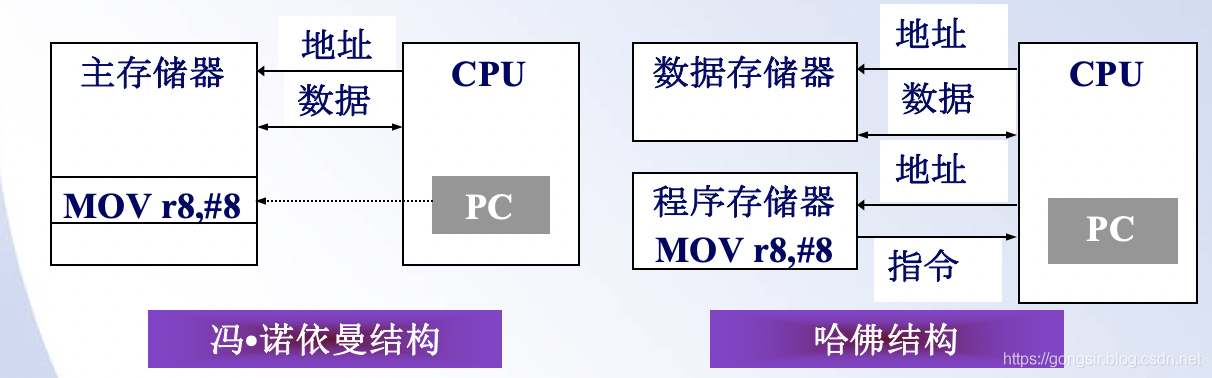 主存储器
地址
CPU
数据
MOV r8,#8
PC
冯•诺依曼结构
数据存储器
地址
CPU
数据
地址
程序存储器
MOV r8,#8
PC
指令
哈佛结构
https://gongsir.blog.csdn.net